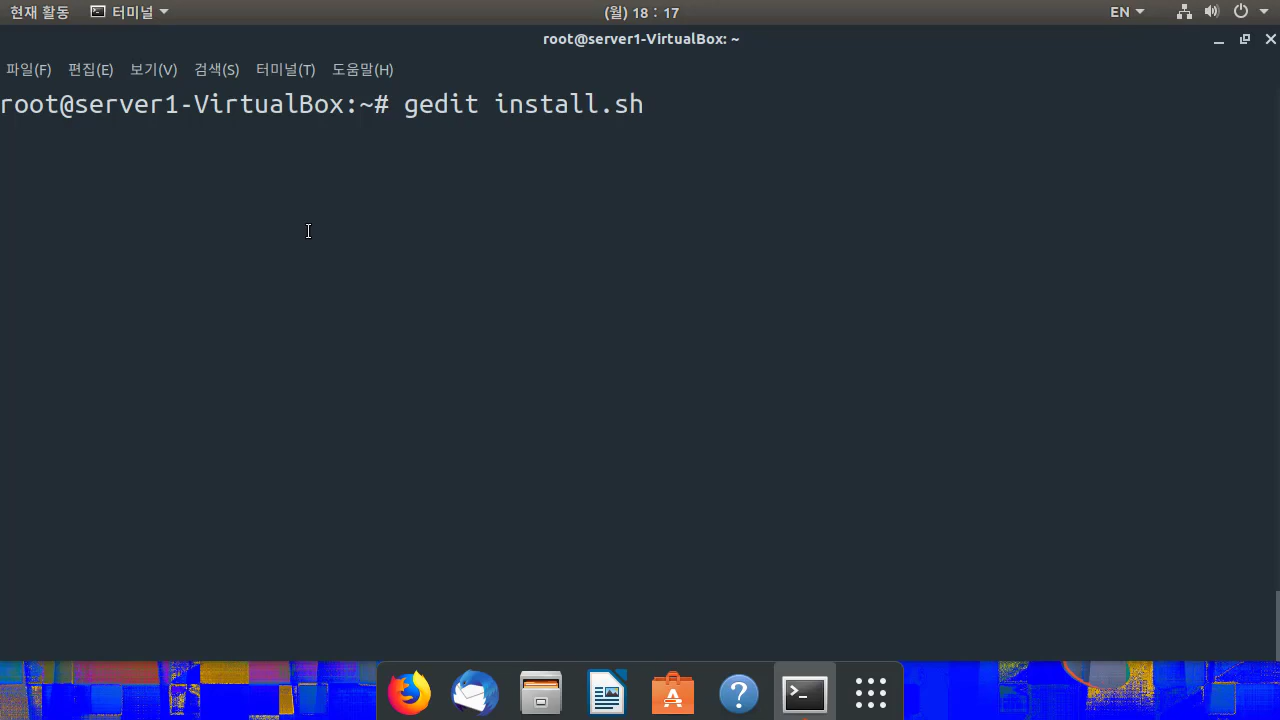 현재 활동 터미널 (월) 18 : 17 EN
root@server1-VirtualBox: ~
파일(F) 편집(E) 보기(V) 검색(S) 터미널(T) 도움말(H)
root@server1-VirtualBox:~# gedit install.sh